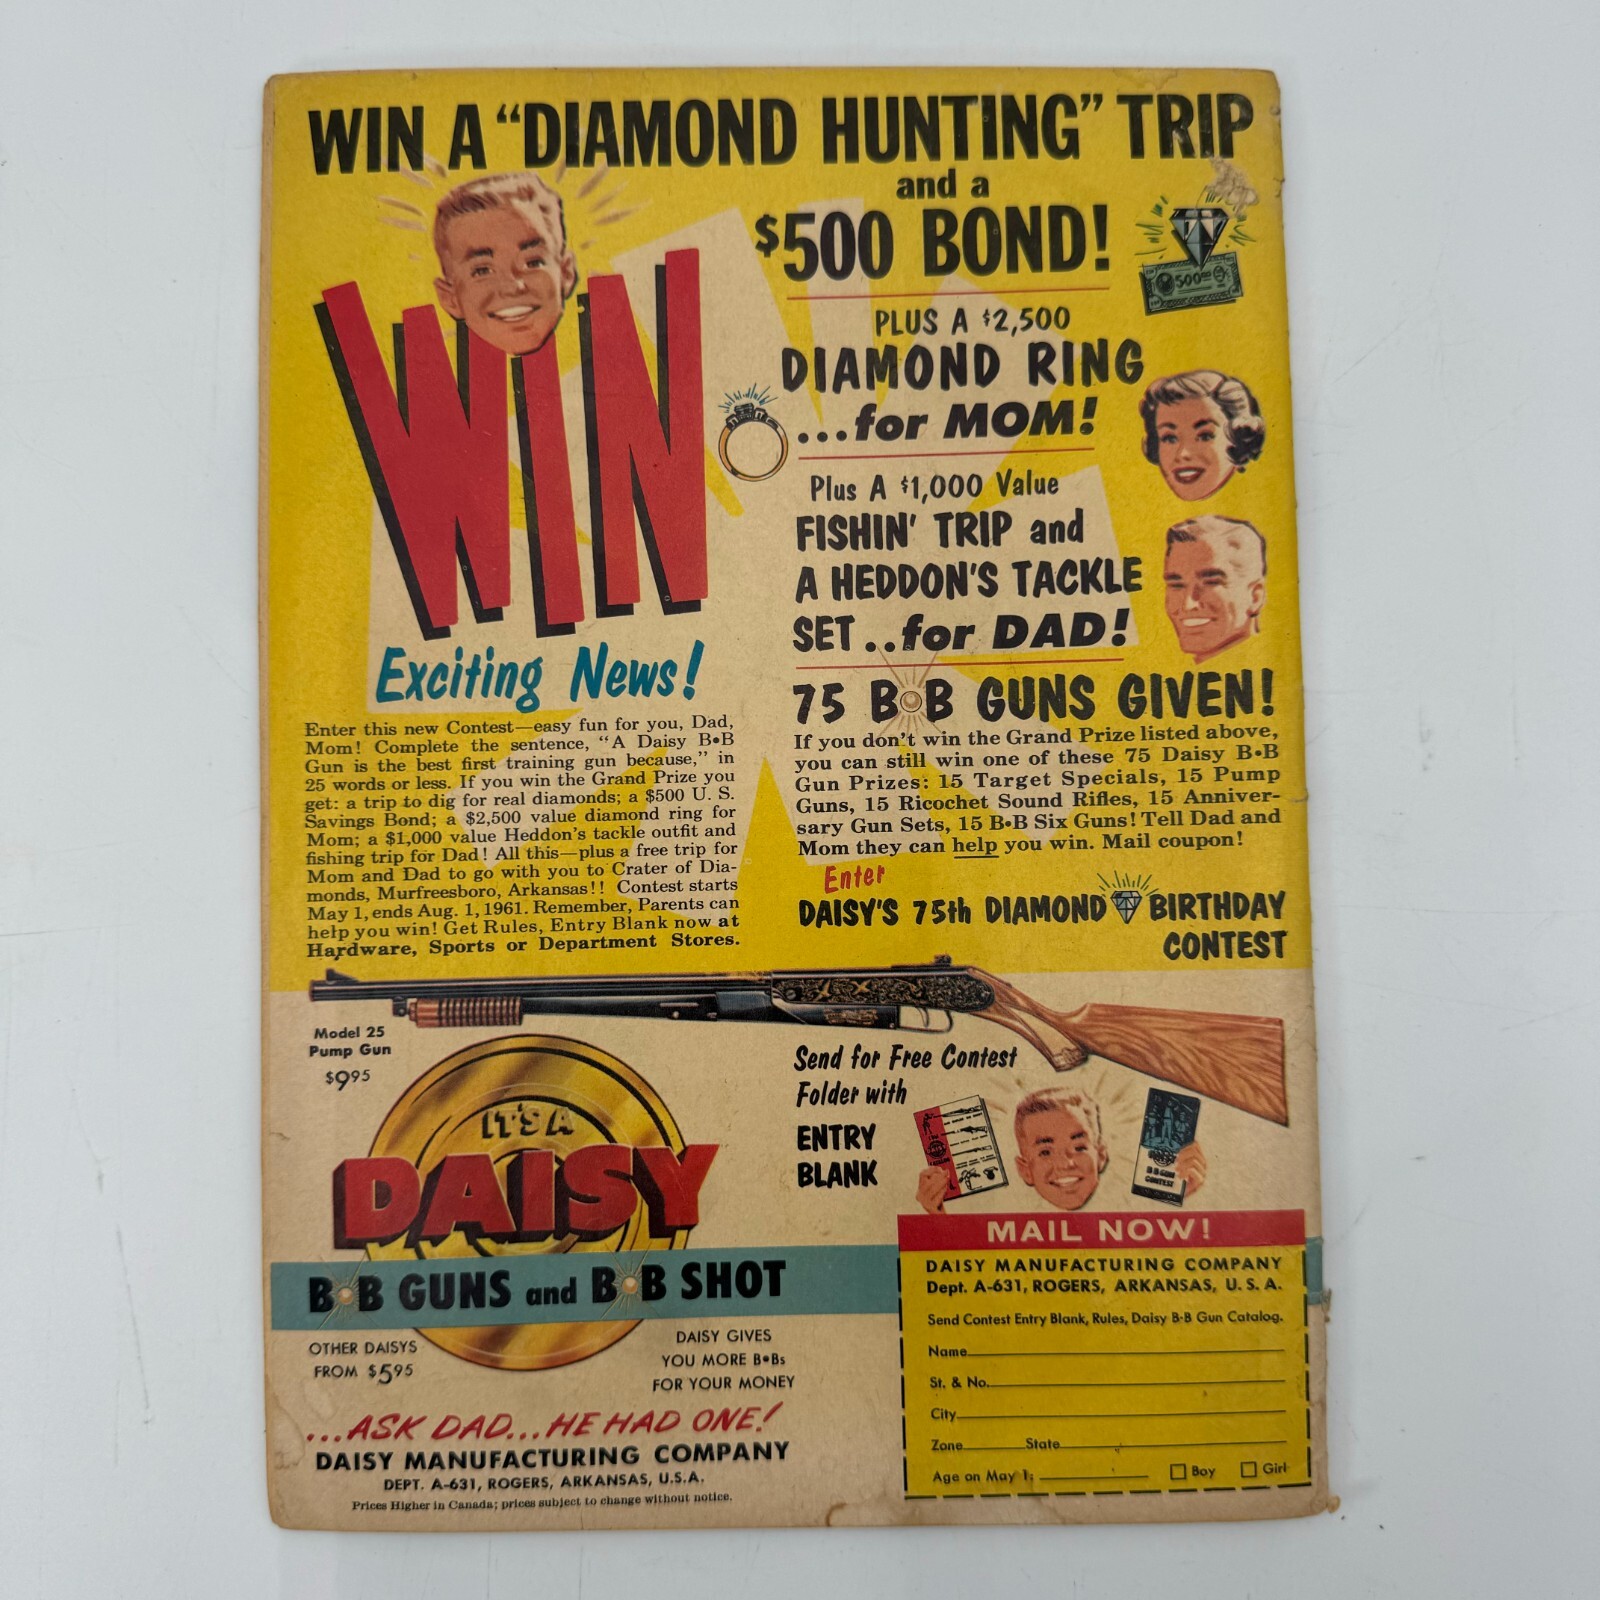 WIN A “DIAMOND HUNTING” TRIP
and a
$500 BOND!
$500.00
WIN
PLUS A $2,500
DIAMOND RING
...for MOM!
Plus A $1,000 Value
FISHIN' TRIP and
A HEDDON'S TACKLE
SET..for DAD!
Exciting News!
Enter this new Contest—easy fun for you, Dad,
Mom! Complete the sentence, “A Daisy B•B
Gun is the best first training gun because,” in
25 words or less. If you win the Grand Prize you
get: a trip to dig for real diamonds; a $500 U. S.
Savings Bond; a $2,500 value diamond ring for
Mom; a $1,000 value Heddon's tackle outfit and
fishing trip for Dad! All this—plus a free trip for
Mom and Dad to go with you to Crater of Dia-
monds, Murfreesboro, Arkansas!! Contest starts
May 1, ends Aug. 1, 1961. Remember, Parents can
help you win! Get Rules, Entry Blank now at
Hardware, Sports or Department Stores.
75 B•B GUNS GIVEN!
If you don't win the Grand Prize listed above,
you can still win one of these 75 Daisy B•B
Gun Prizes: 15 Target Specials, 15 Pump
Guns, 15 Ricochet Sound Rifles, 15 Anniver-
sary Gun Sets, 15 B•B Six Guns! Tell Dad and
Mom they can help you win. Mail coupon!
Enter
DAISY'S 75th DIAMOND BIRTHDAY
CONTEST
Model 25
Pump Gun
$9.95
Send for Free Contest
Folder with
ENTRY
BLANK
B•B GUN
CONTEST
IT'S A
DAISY
B•B GUNS and B•B SHOT
OTHER DAISYS
FROM $5.95
DAISY GIVES
YOU MORE B•Bs
FOR YOUR MONEY
...ASK DAD...HE HAD ONE!
DAISY MANUFACTURING COMPANY
DEPT. A-631, ROGERS, ARKANSAS, U.S.A.
Prices Higher in Canada; prices subject to change without notice.
MAIL NOW!
DAISY MANUFACTURING COMPANY
Dept. A-631, ROGERS, ARKANSAS, U. S. A.
Send Contest Entry Blank, Rules, Daisy B•B Gun Catalog.
Name
St. & No.
City
Zone State
Age on May 1: Boy Girl